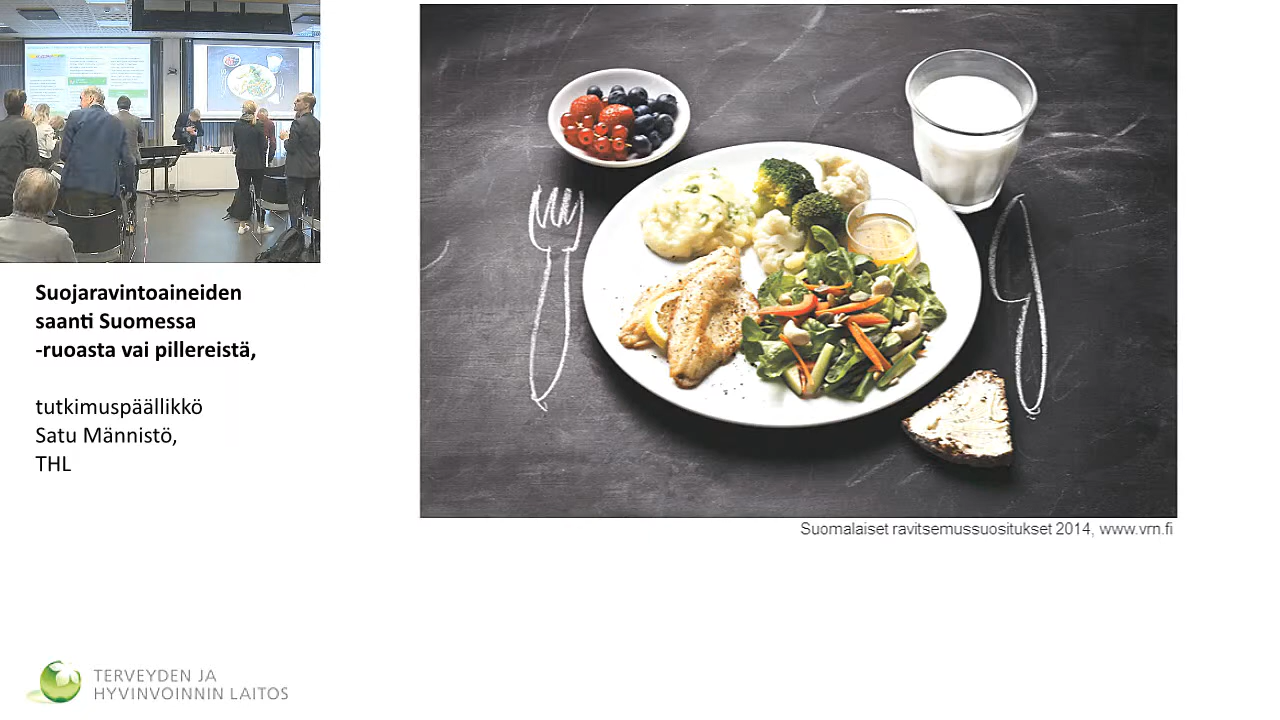 Suojaravintoaineiden
saanti Suomessa
-ruoasta vai pillereistä,
tutkimuspäällikkö
Satu Männistö,
THL
Suomalaiset ravitsemussuositukset 2014, www.vrn.fi
TERVEYDEN JA
HYVINVOINNIN LAITOS